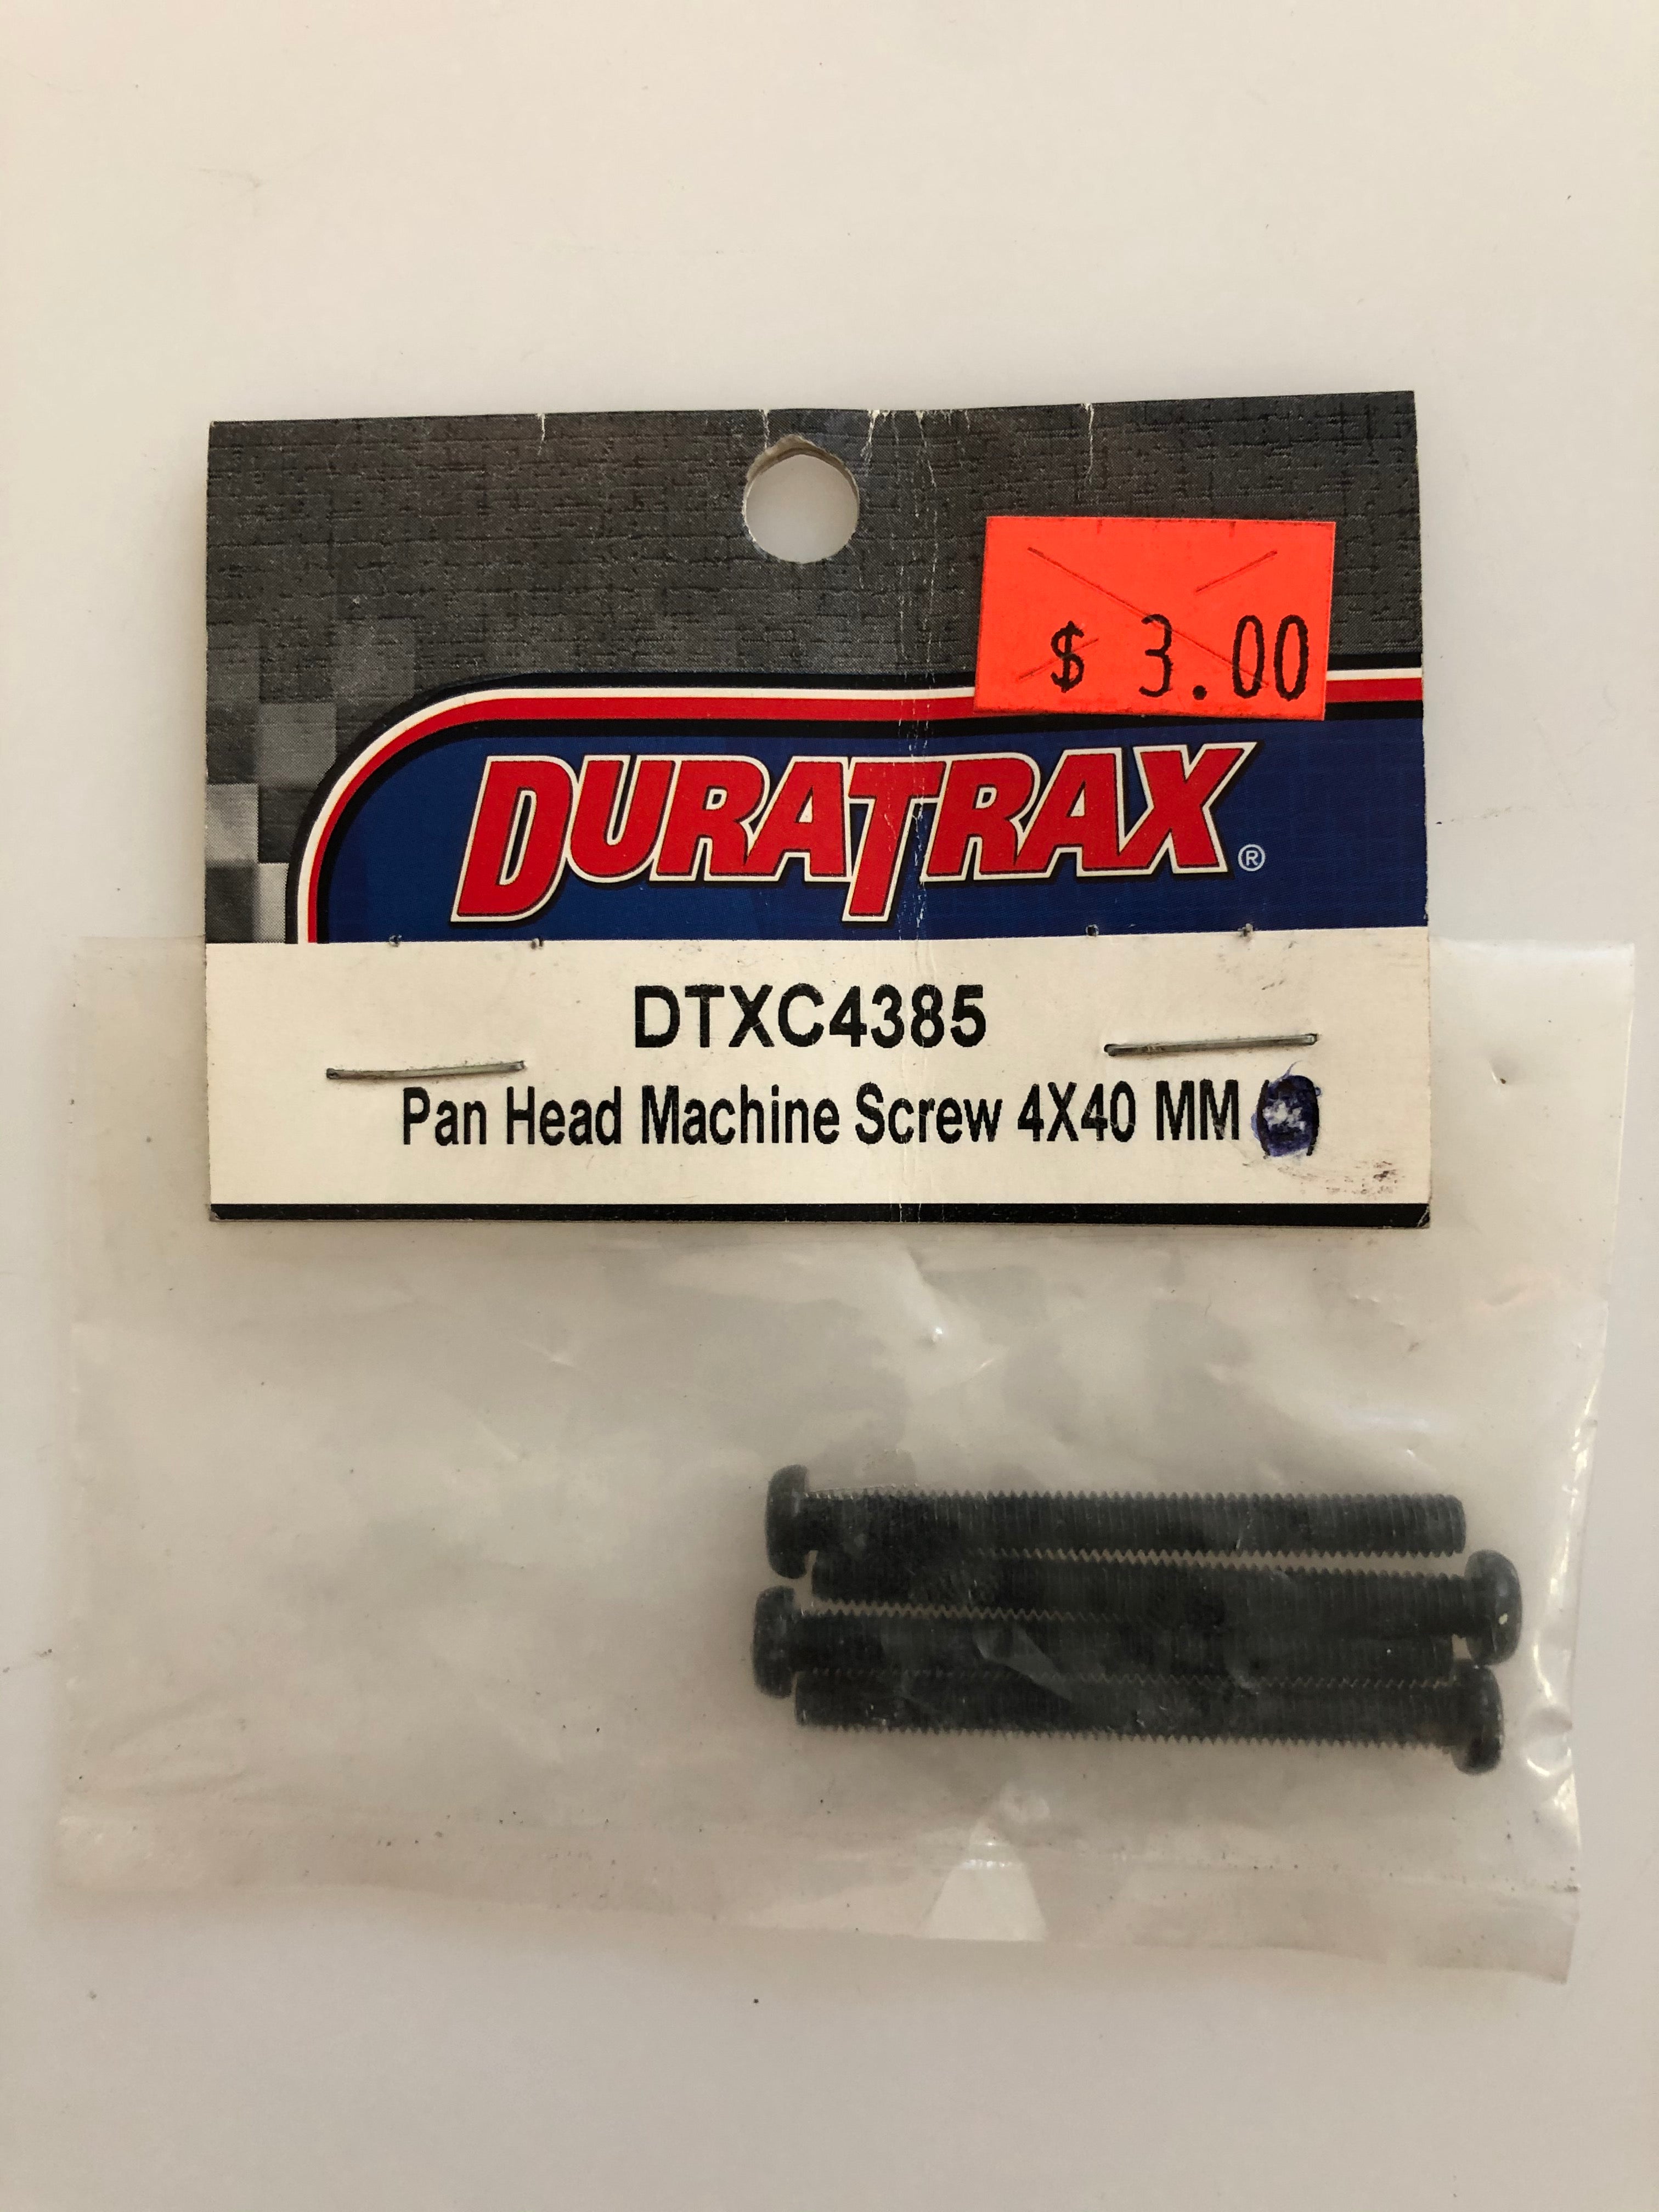 $ 3.00
DURATRAX®
DTXC4385
Pan Head Machine Screw 4X40 MM